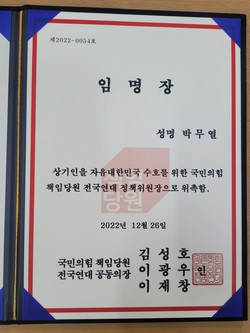 제2022-0054호
임 명 장
성명 박무열
상기인을 자유대한민국 수호를 위한 국민의힘
책임당원 전국연대 정책위원장으로 위촉함.
당원
2022년 12월 26일
국민의힘 책임당원
전국연대 공동의장
김 성 호
이 광 우 인
이 재 창